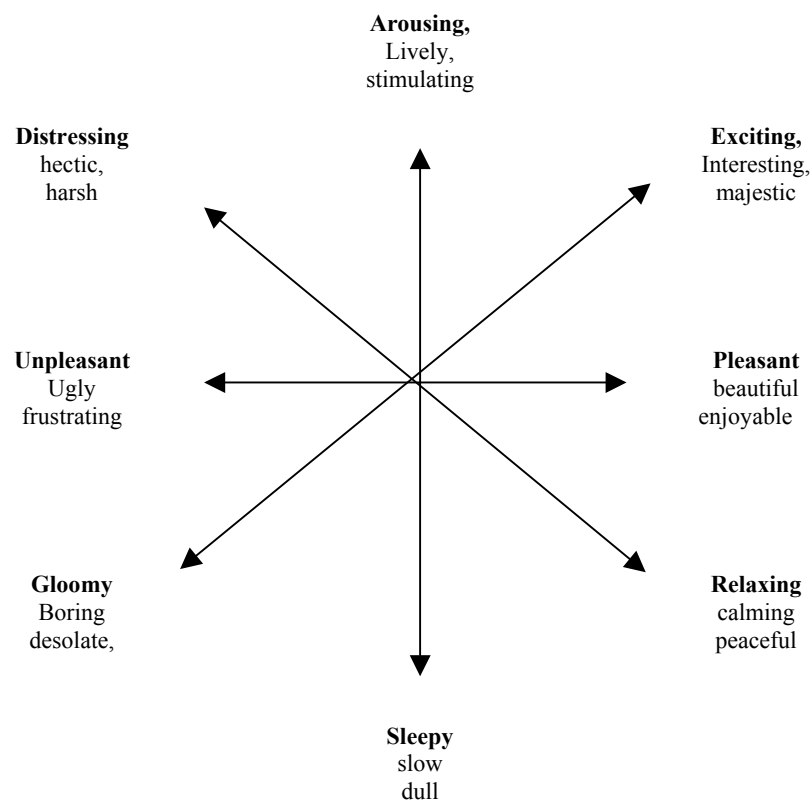 Arousing,
Lively,
stimulating
Distressing
hectic,
harsh
Exciting,
Interesting,
majestic
Unpleasant
Ugly
frustrating
Pleasant
beautiful
enjoyable
Gloomy
Boring
desolate,
Relaxing
calming
peaceful
Sleepy
slow
dull